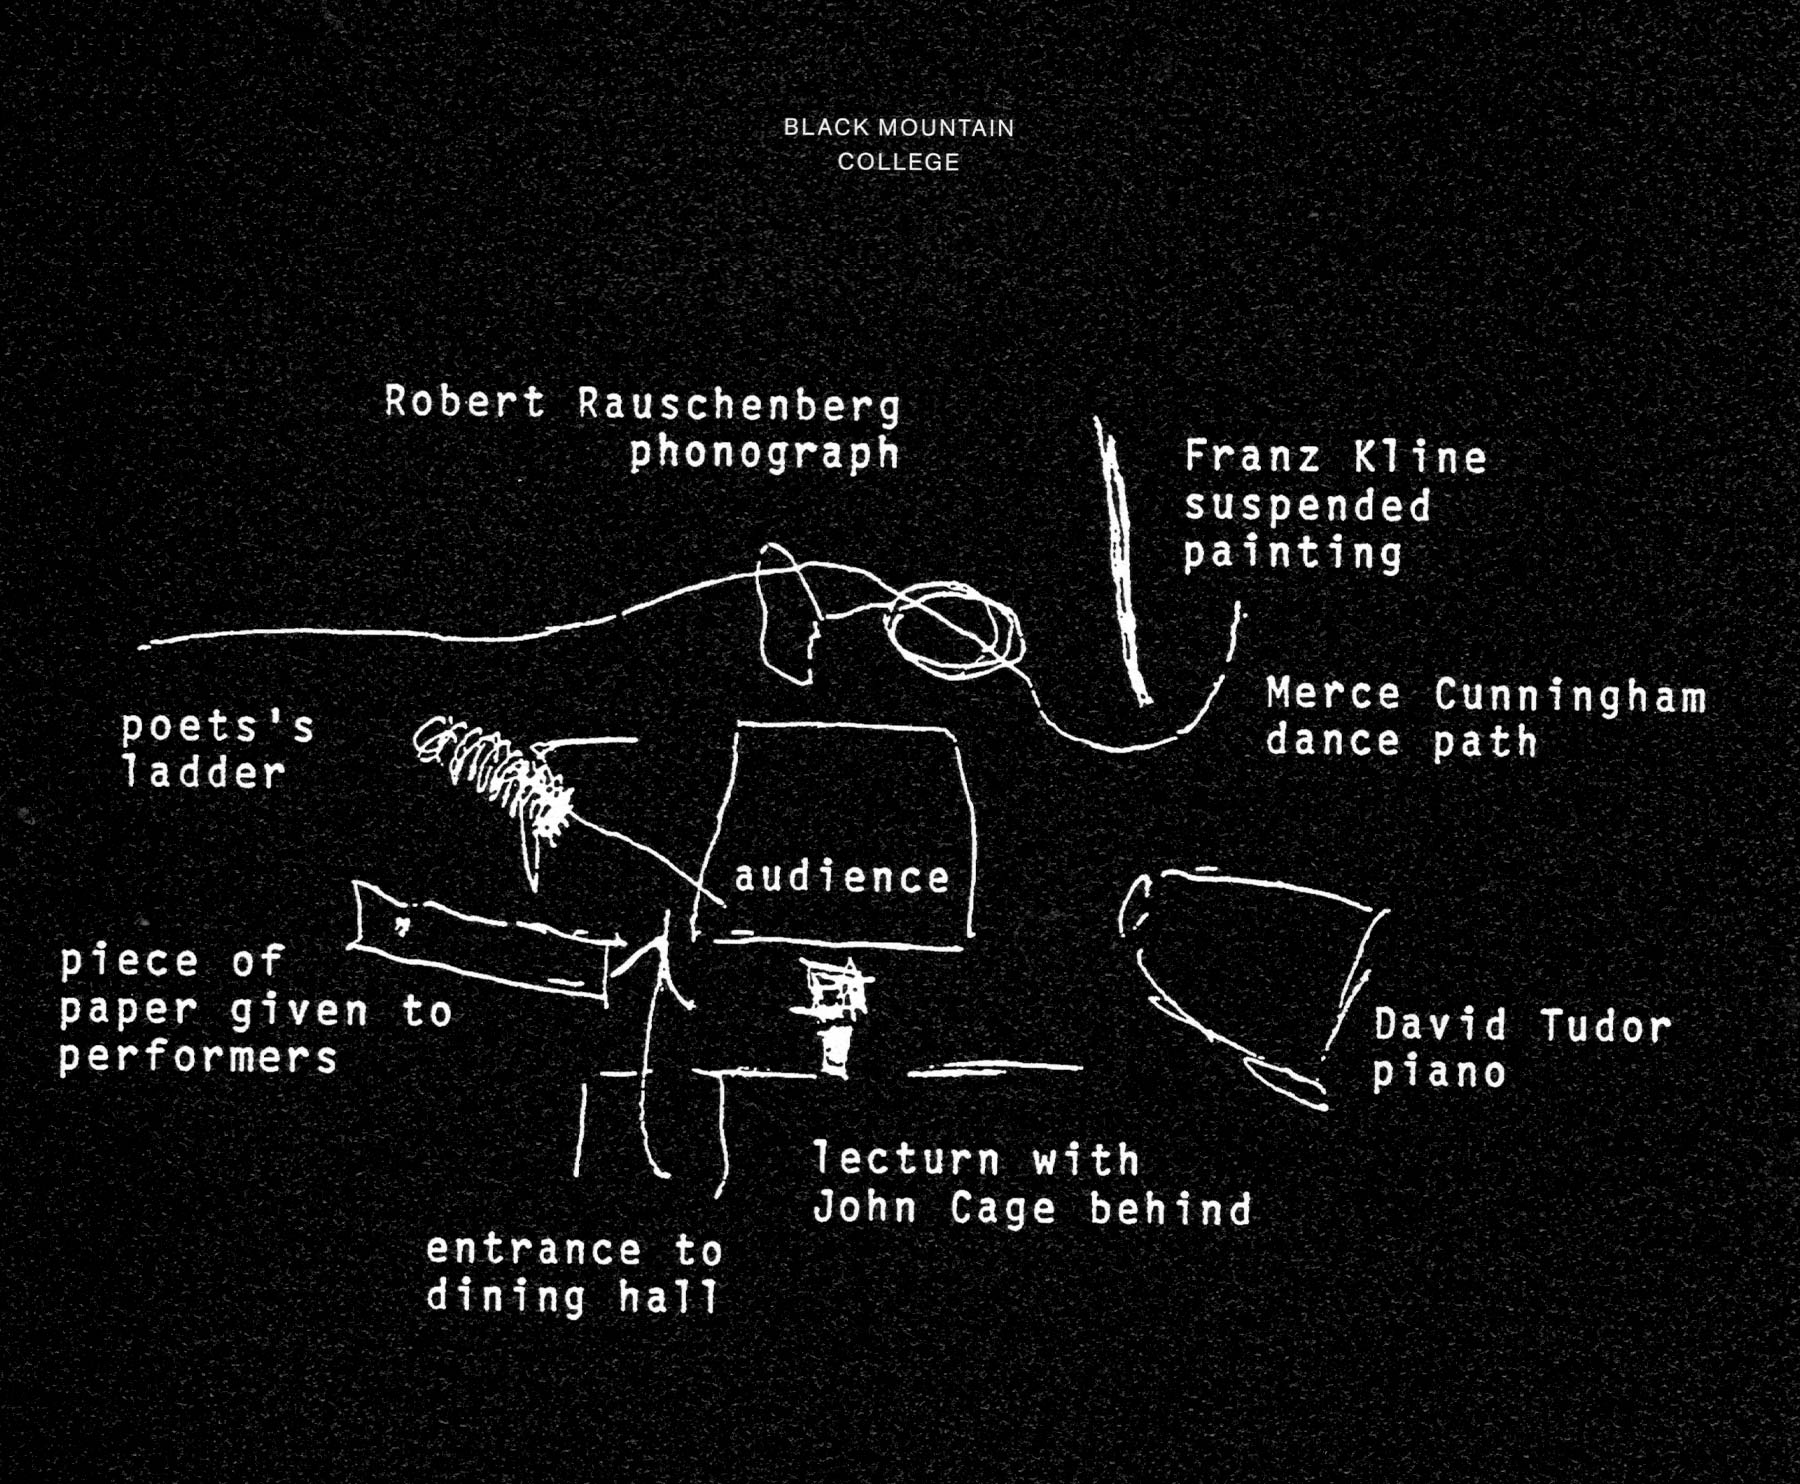 BLACK MOUNTAIN
COLLEGE
Robert Rauschenberg
phonograph
Franz Kline
suspended
painting
Merce Cunningham
dance path
poets's
ladder
audience
piece of
paper given to
performers
David Tudor
piano
lecturn with
John Cage behind
entrance to
dining hall